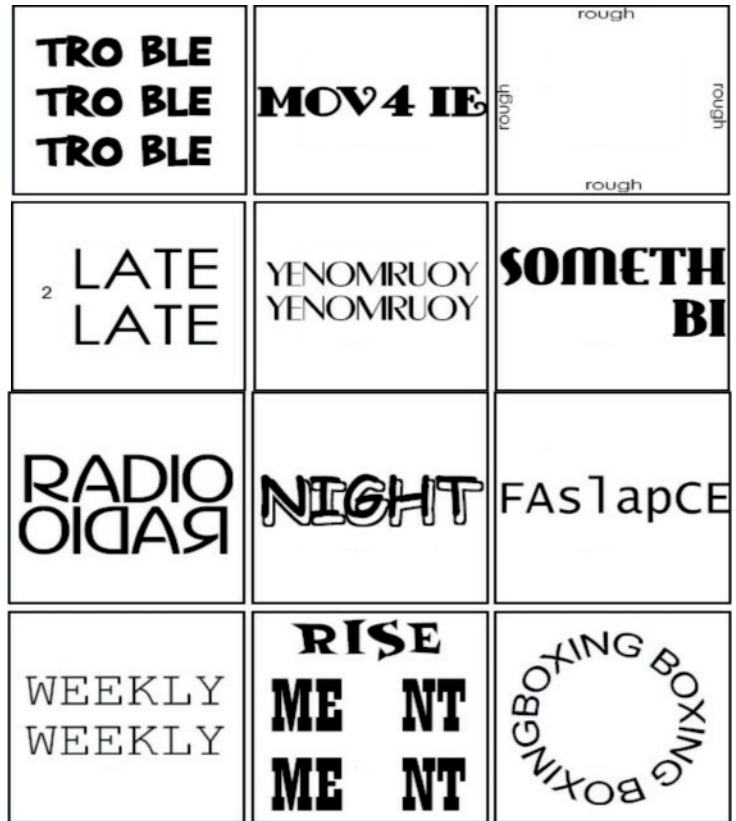 TRO BLE
TRO BLE
TRO BLE
MOV4 IE
rough
rough
rough
rough
2
LATE
LATE
YENOMRUOY
YENOMRUOY
SOMETH
BI
RADIO
RADIO
NIGHT
FAslapCE
WEEKLY
WEEKLY
RISE
ME NT
ME NT
BOXING BOXING BOXING